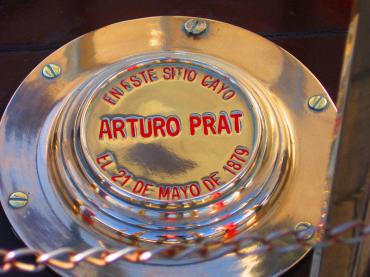 EN ESTE SITIO CAYO
ARTURO PRAT
EL 21 DE MAYO DE 1879